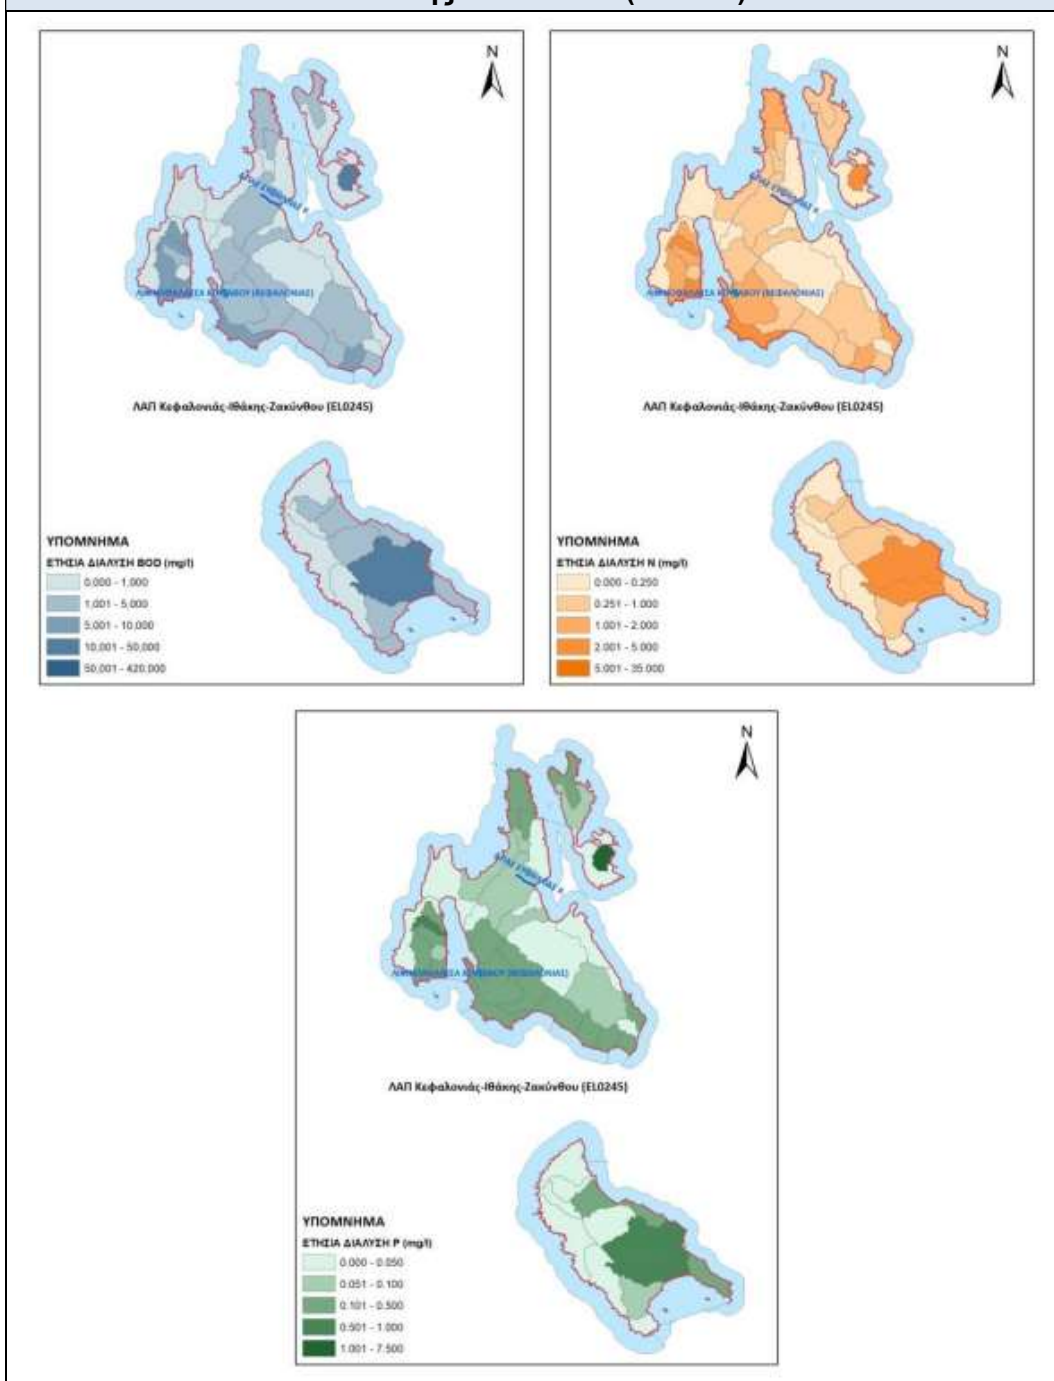 N
ΛΑΠ Κεφαλονιάς-Ιθάκης-Ζακύνθου (EL0245)
ΥΠΟΜΝΗΜΑ
ΕΤΗΣΙΑ ΔΙΑΛΥΣΗ BOD (mg/l)
0,000 - 1,000
1,001 - 5,000
5,001 - 10,000
10,001 - 50,000
50,001 - 420,000
N
ΛΑΠ Κεφαλονιάς-Ιθάκης-Ζακύνθου (EL0245)
ΥΠΟΜΝΗΜΑ
ΕΤΗΣΙΑ ΔΙΑΛΥΣΗ N (mg/l)
0.000 - 0.250
0.251 - 1.000
1.001 - 2.000
2.001 - 5.000
5.001 - 35.000
N
ΛΑΠ Κεφαλονιάς-Ιθάκης-Ζακύνθου (EL0245)
ΥΠΟΜΝΗΜΑ
ΕΤΗΣΙΑ ΔΙΑΛΥΣΗ P (mg/l)
0.000 - 0.050
0.051 - 0.100
0.101 - 0.500
0.501 - 1.000
1.001 - 7.500